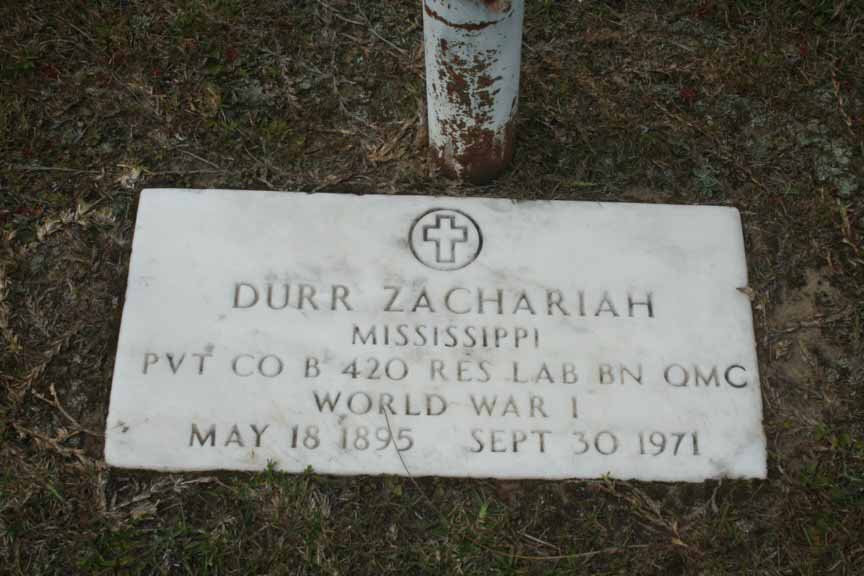 DURR ZACHARIAH
MISSISSIPPI
PVT CO B 420 RES LAB BN QMC
WORLD WAR I
MAY 18 1895 SEPT 30 1971